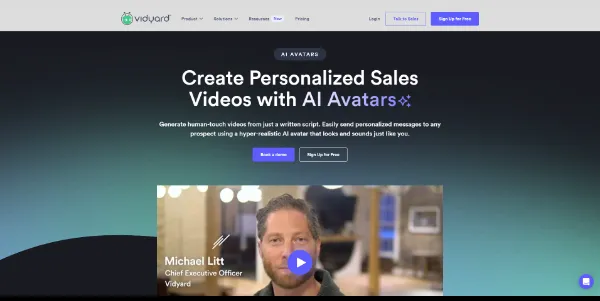 vidyard
Product
Solutions
Resources
New
Pricing
Login
Talk to Sales
Sign Up for Free
AI AVATARS
Create Personalized Sales
Videos with AI Avatars
Generate human-touch videos from just a written script. Easily send personalized messages to any
prospect using a hyper-realistic AI avatar that looks and sounds just like you.
Book a demo
Sign Up for Free
Michael Litt
Chief Executive Officer
Vidyard